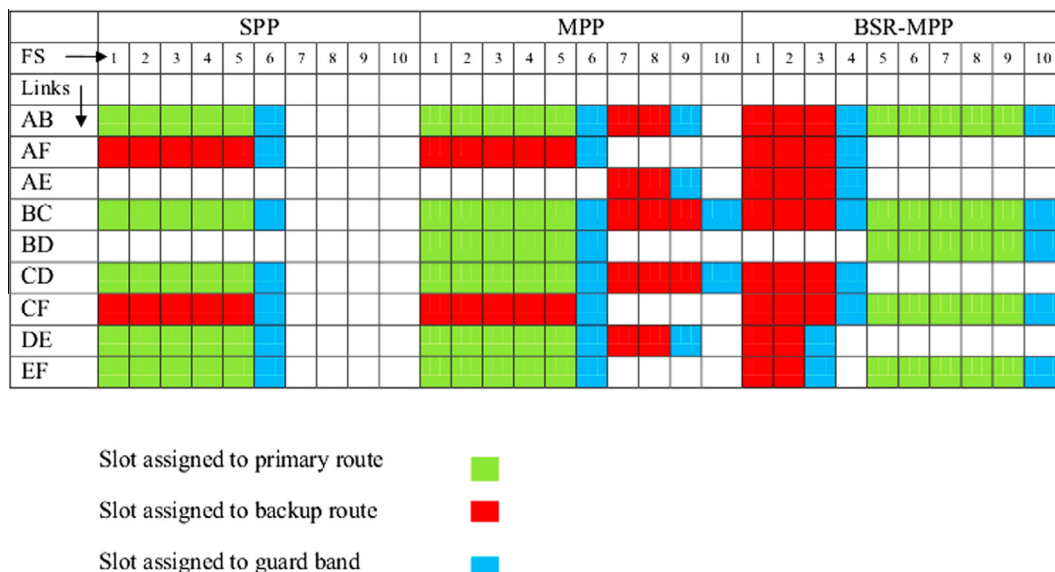 SPP MPP BSR-MPP
FS 1 2 3 4 5 6 7 8 9 10 1 2 3 4 5 6 7 8 9 10 1 2 3 4 5 6 7 8 9 10
Links
AB
AF
AE
BC
BD
CD
CF
DE
EF
Slot assigned to primary route
Slot assigned to backup route
Slot assigned to guard band